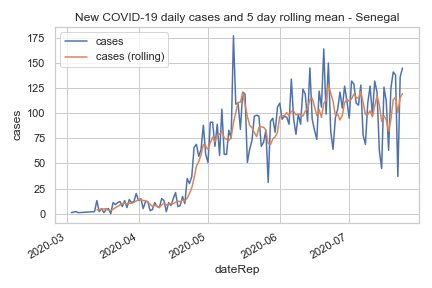 New COVID-19 daily cases and 5 day rolling mean - Senegal
cases
cases (rolling)
175
150
125
100
75
50
25
0
cases
2020-03
2020-04
2020-05
2020-06
2020-07
dateRep